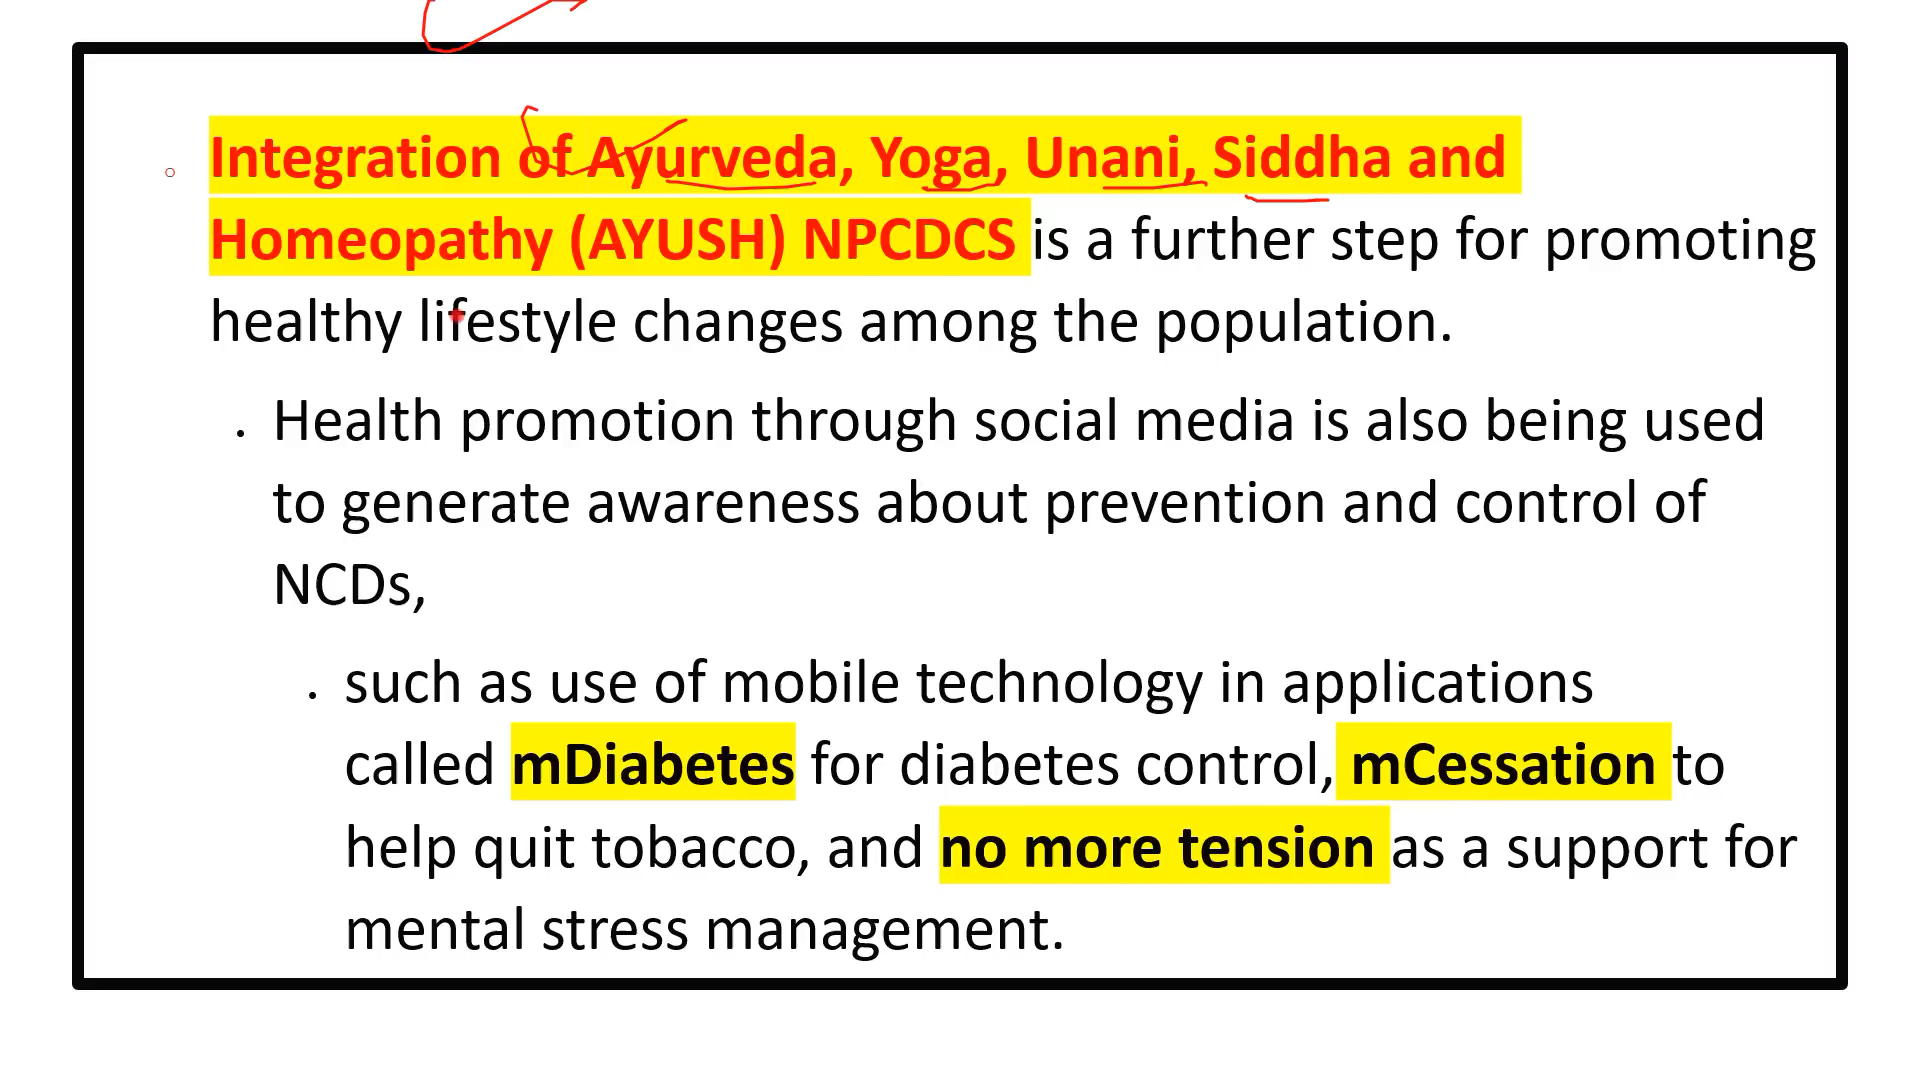 Integration of Ayurveda, Yoga, Unani, Siddha and
Homeopathy (AYUSH) NPCDCS is a further step for promoting
healthy lifestyle changes among the population.
Health promotion through social media is also being used
to generate awareness about prevention and control of
NCDs,
such as use of mobile technology in applications
called mDiabetes for diabetes control, mCessation to
help quit tobacco, and no more tension as a support for
mental stress management.